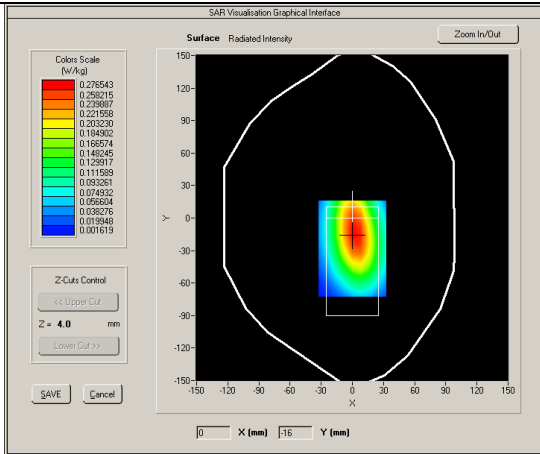 SAR Visualisation Graphical Interface
Surface Radiated Intensity
Zoom In/Out
Colors Scale
(W/kg)
0.276543
0.258215
0.239887
0.221558
0.203230
0.184902
0.166574
0.148245
0.129917
0.111589
0.093261
0.074932
0.056604
0.038276
0.019948
0.001619
Z-Cuts Control
<< Upper Cut
Z = 4.0 mm
Lower Cut >>
SAVE Cancel
150-
120-
90-
60-
30-
0-
-30-
-60-
-90-
-120-
-150-
Y
-150 -120 -90 -60 -30 0 30 60 90 120 150
X
0 X (mm) -16 Y (mm)